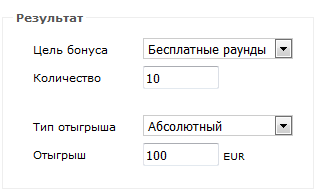 Результат
Цель бонуса Бесплатные раунды
Количество 10
Тип отыгрыша Абсолютный
Отыгрыш 100 EUR